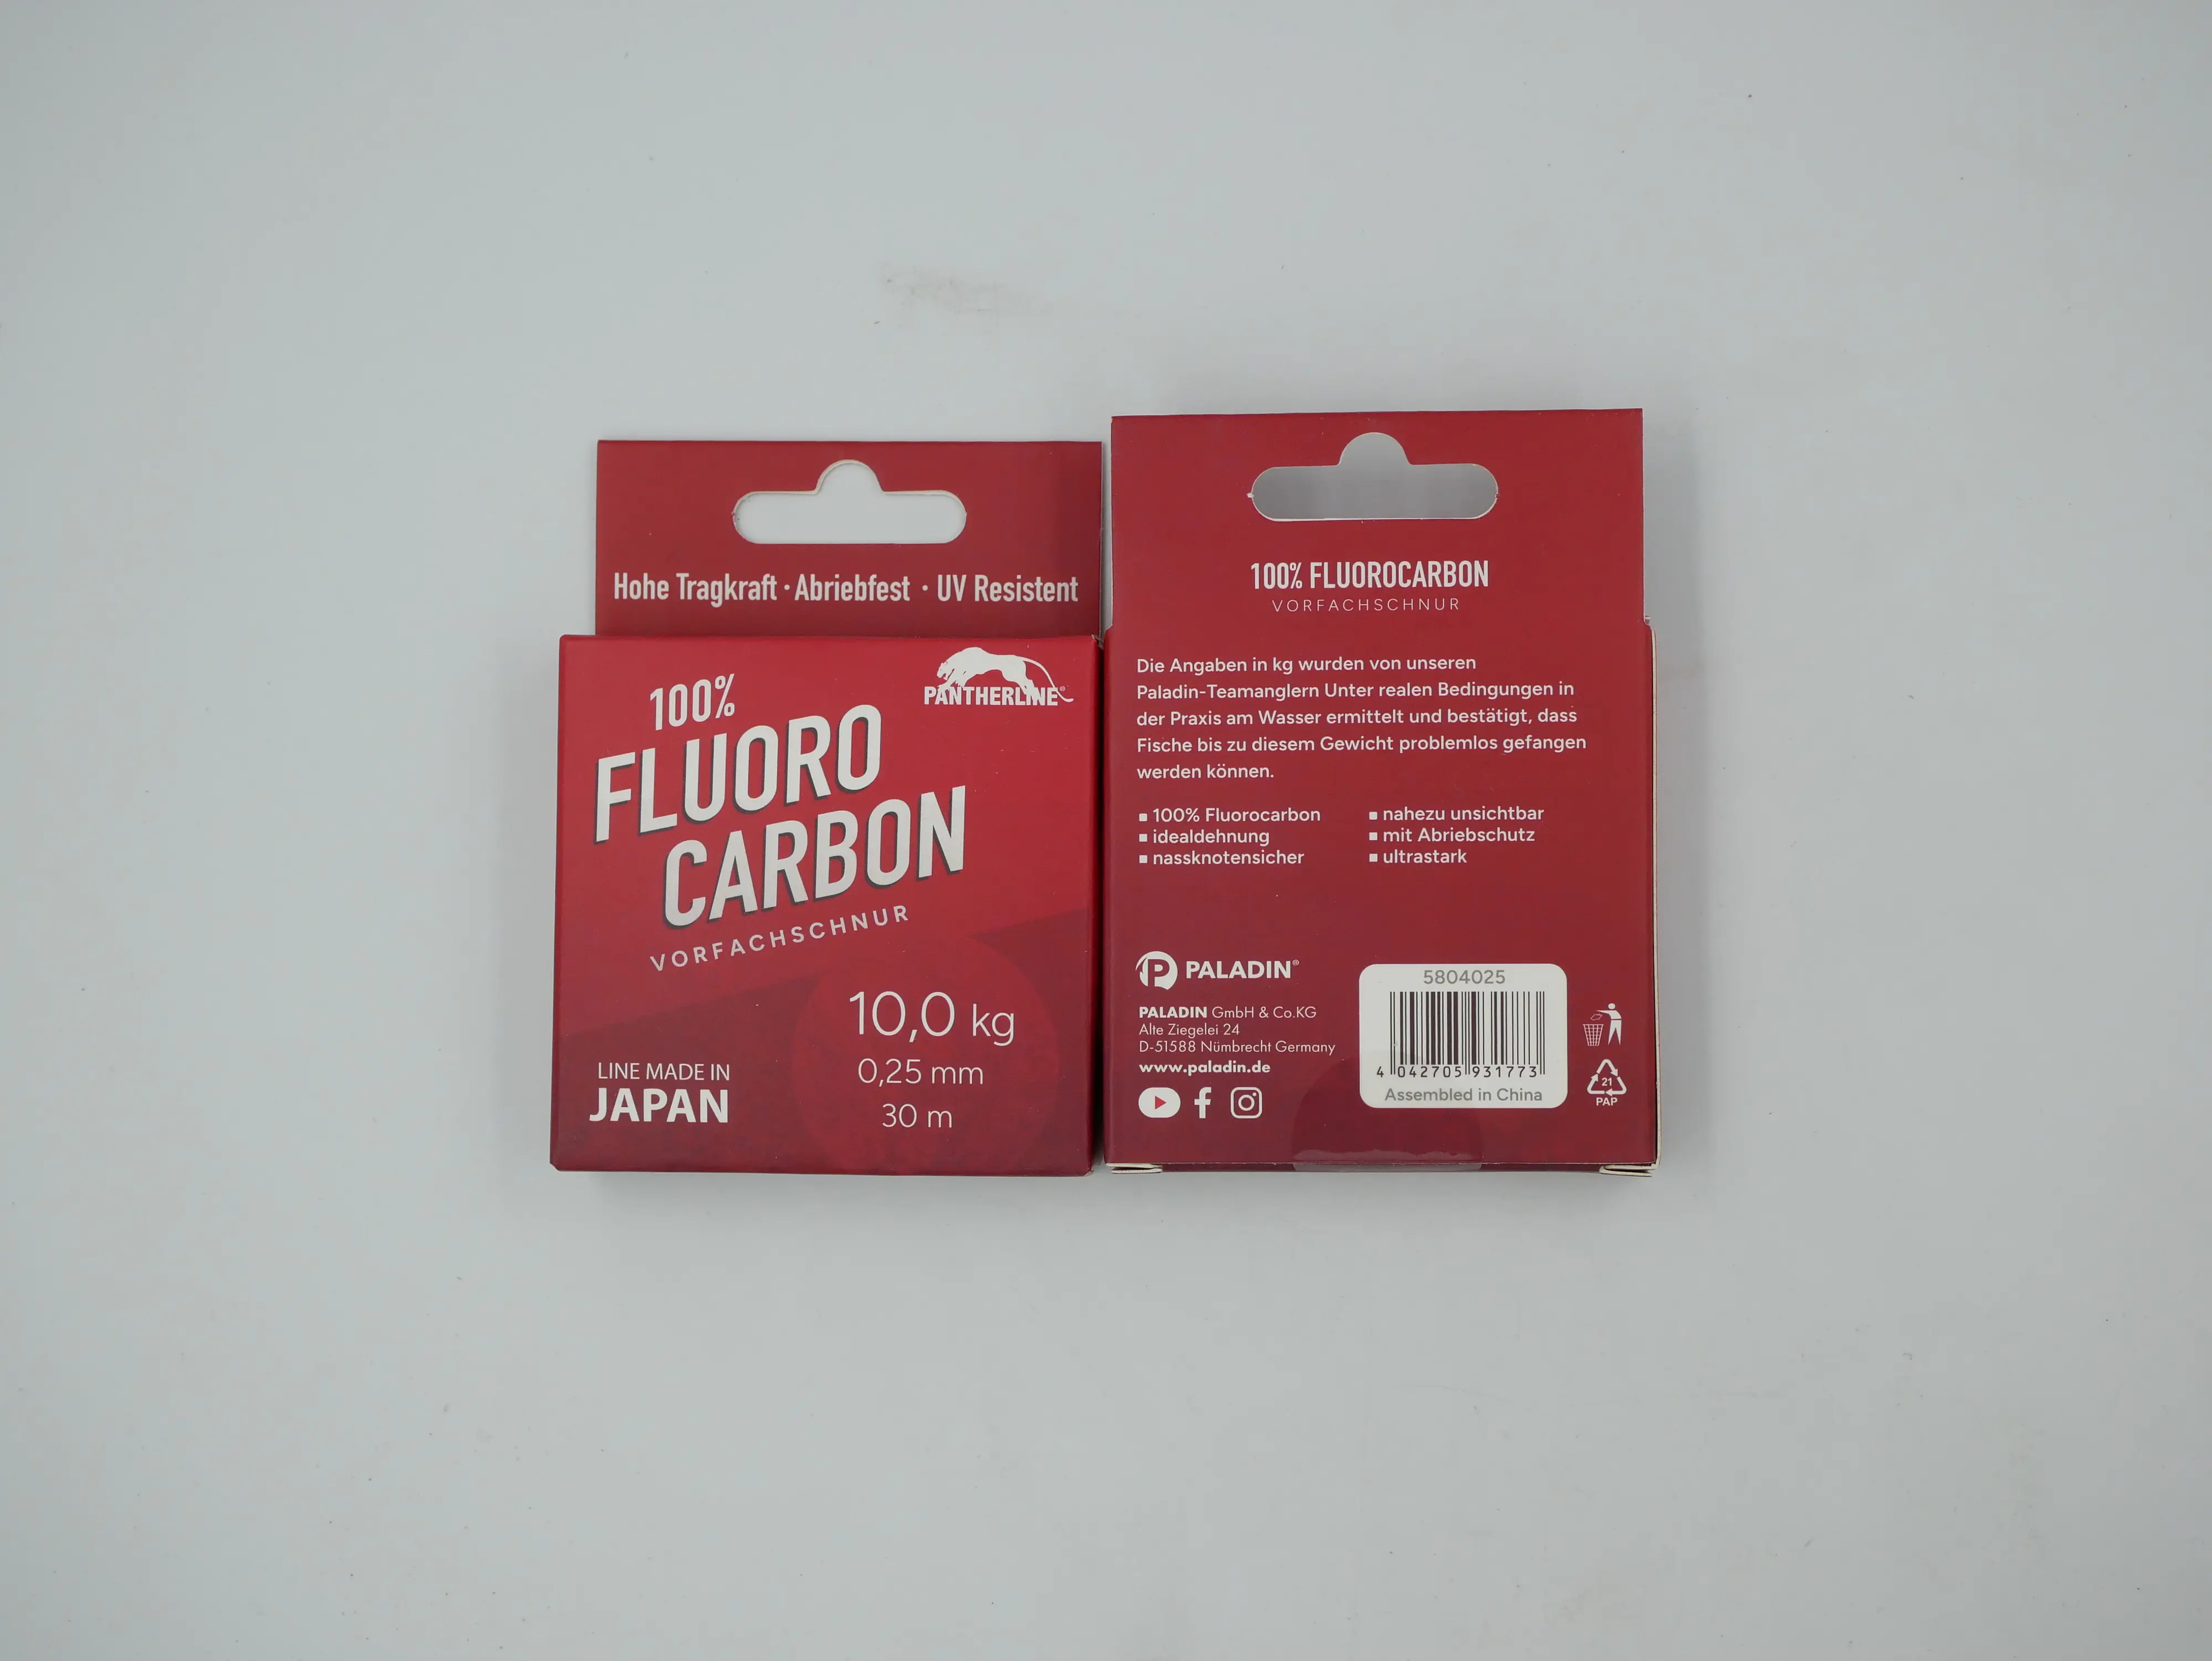 Hohe Tragkraft · Abriebfest · UV Resistent
PANTHERLINE®
100%
FLUORO
CARBON
VORFACHSCHNUR
10,0 kg
0,25 mm
30 m
LINE MADE IN
JAPAN
100% FLUOROCARBON
VORFACHSCHNUR
Die Angaben in kg wurden von unseren
Paladin-Teamanglern Unter realen Bedingungen in
der Praxis am Wasser ermittelt und bestätigt, dass
Fische bis zu diesem Gewicht problemlos gefangen
werden können.
▪ 100% Fluorocarbon
▪ idealdehnung
▪ nassknotensicher
▪ nahezu unsichtbar
▪ mit Abriebschutz
▪ ultrastark
P PALADIN®
PALADIN GmbH & Co.KG
Alte Ziegelei 24
D-51588 Nümbrecht Germany
www.paladin.de
5804025
4 042705 931773
Assembled in China
21
PAP